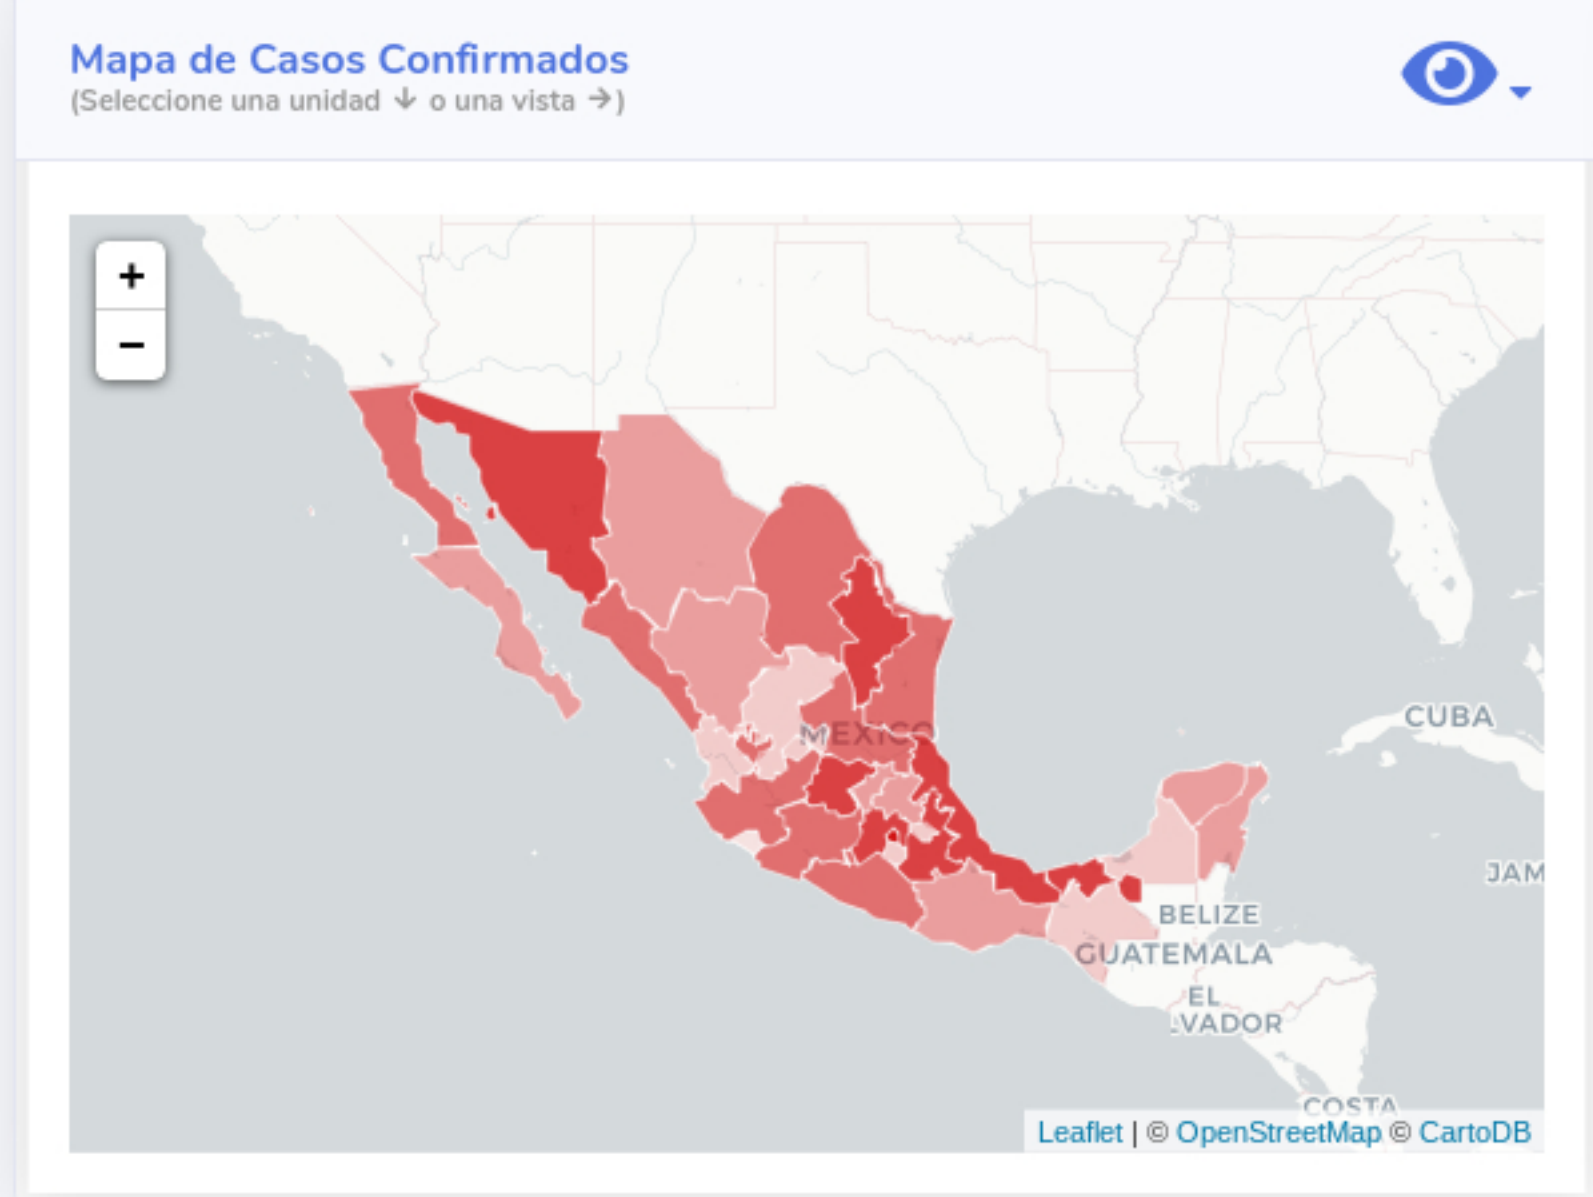 Mapa de Casos Confirmados
(Seleccione una unidad ↓ o una vista →)
+
−
MEXICO
CUBA
JAM
BELIZE
GUATEMALA
EL
VADOR
COSTA
Leaflet | © OpenStreetMap © CartoDB